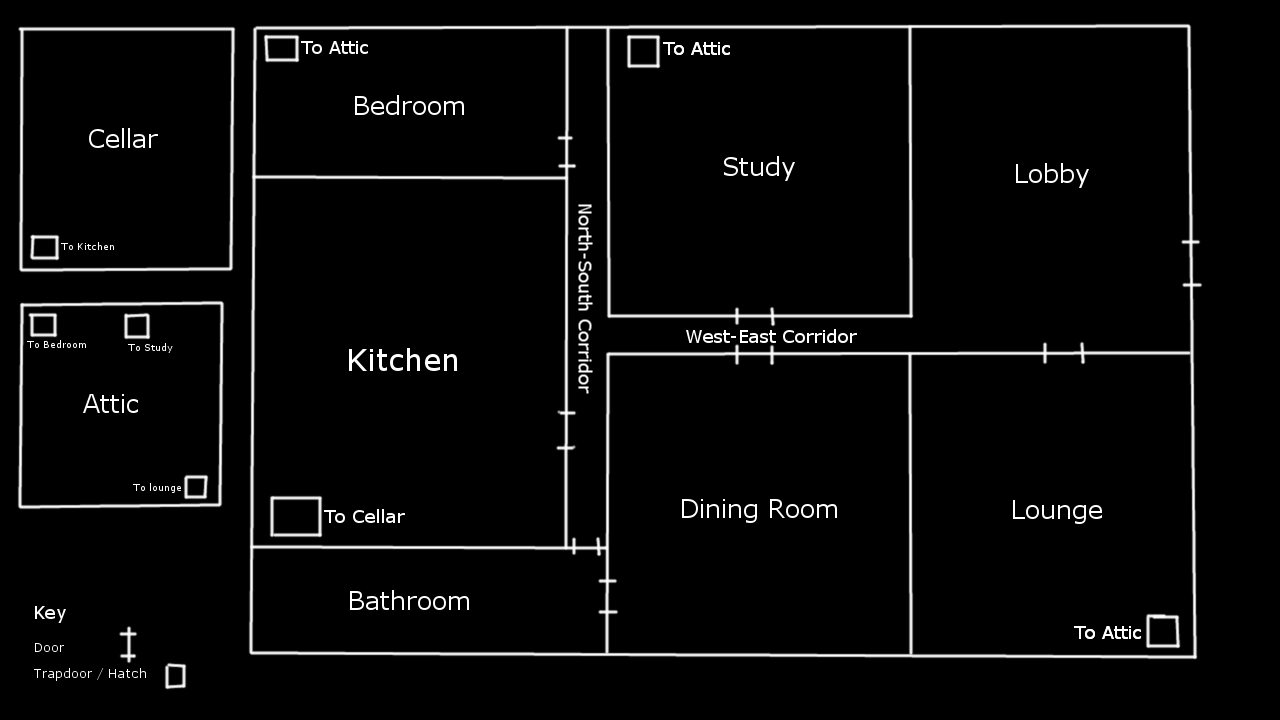 Cellar
To Kitchen
To Bedroom
To Study
Attic
To lounge
Key
Door
Trapdoor / Hatch
To Attic
Bedroom
Kitchen
To Cellar
Bathroom
North-South Corridor
To Attic
Study
Lobby
West-East Corridor
Dining Room
Lounge
To Attic